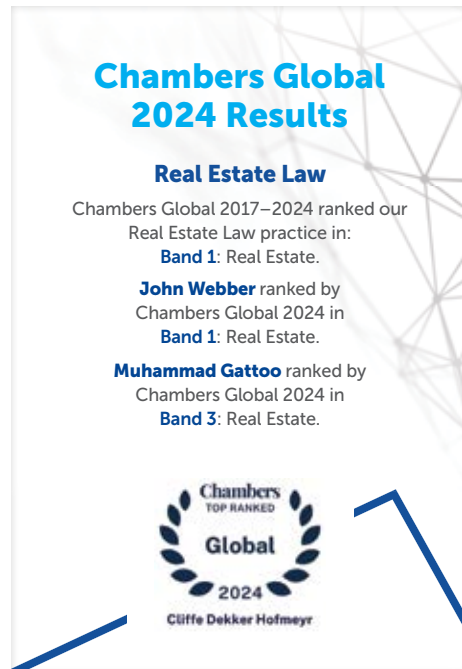 Chambers Global
2024 Results
Real Estate Law
Chambers Global 2017–2024 ranked our
Real Estate Law practice in:
Band 1: Real Estate.
John Webber ranked by
Chambers Global 2024 in
Band 1: Real Estate.
Muhammad Gattoo ranked by
Chambers Global 2024 in
Band 3: Real Estate.
Chambers
TOP RANKED
Global
2024
Cliffe Dekker Hofmeyr